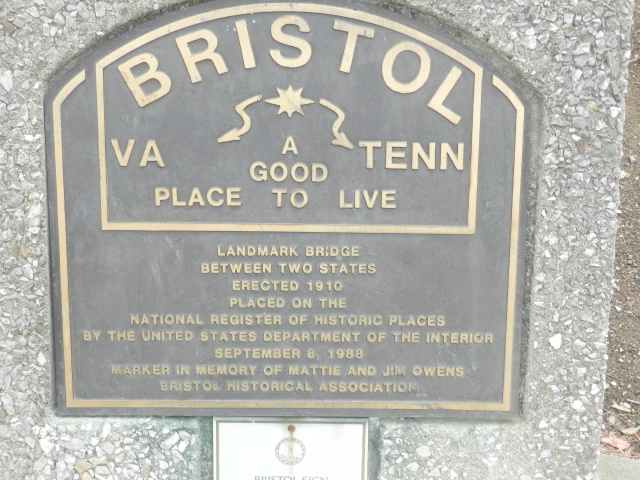 BRISTOL
VA TENN
A
GOOD
PLACE TO LIVE
LANDMARK BRIDGE
BETWEEN TWO STATES
ERECTED 1910
PLACED ON THE
NATIONAL REGISTER OF HISTORIC PLACES
BY THE UNITED STATES DEPARTMENT OF THE INTERIOR
SEPTEMBER 8, 1988
MARKER IN MEMORY OF MATTIE AND JIM OWENS
BRISTOL HISTORICAL ASSOCIATION
BRISTOL SIGN